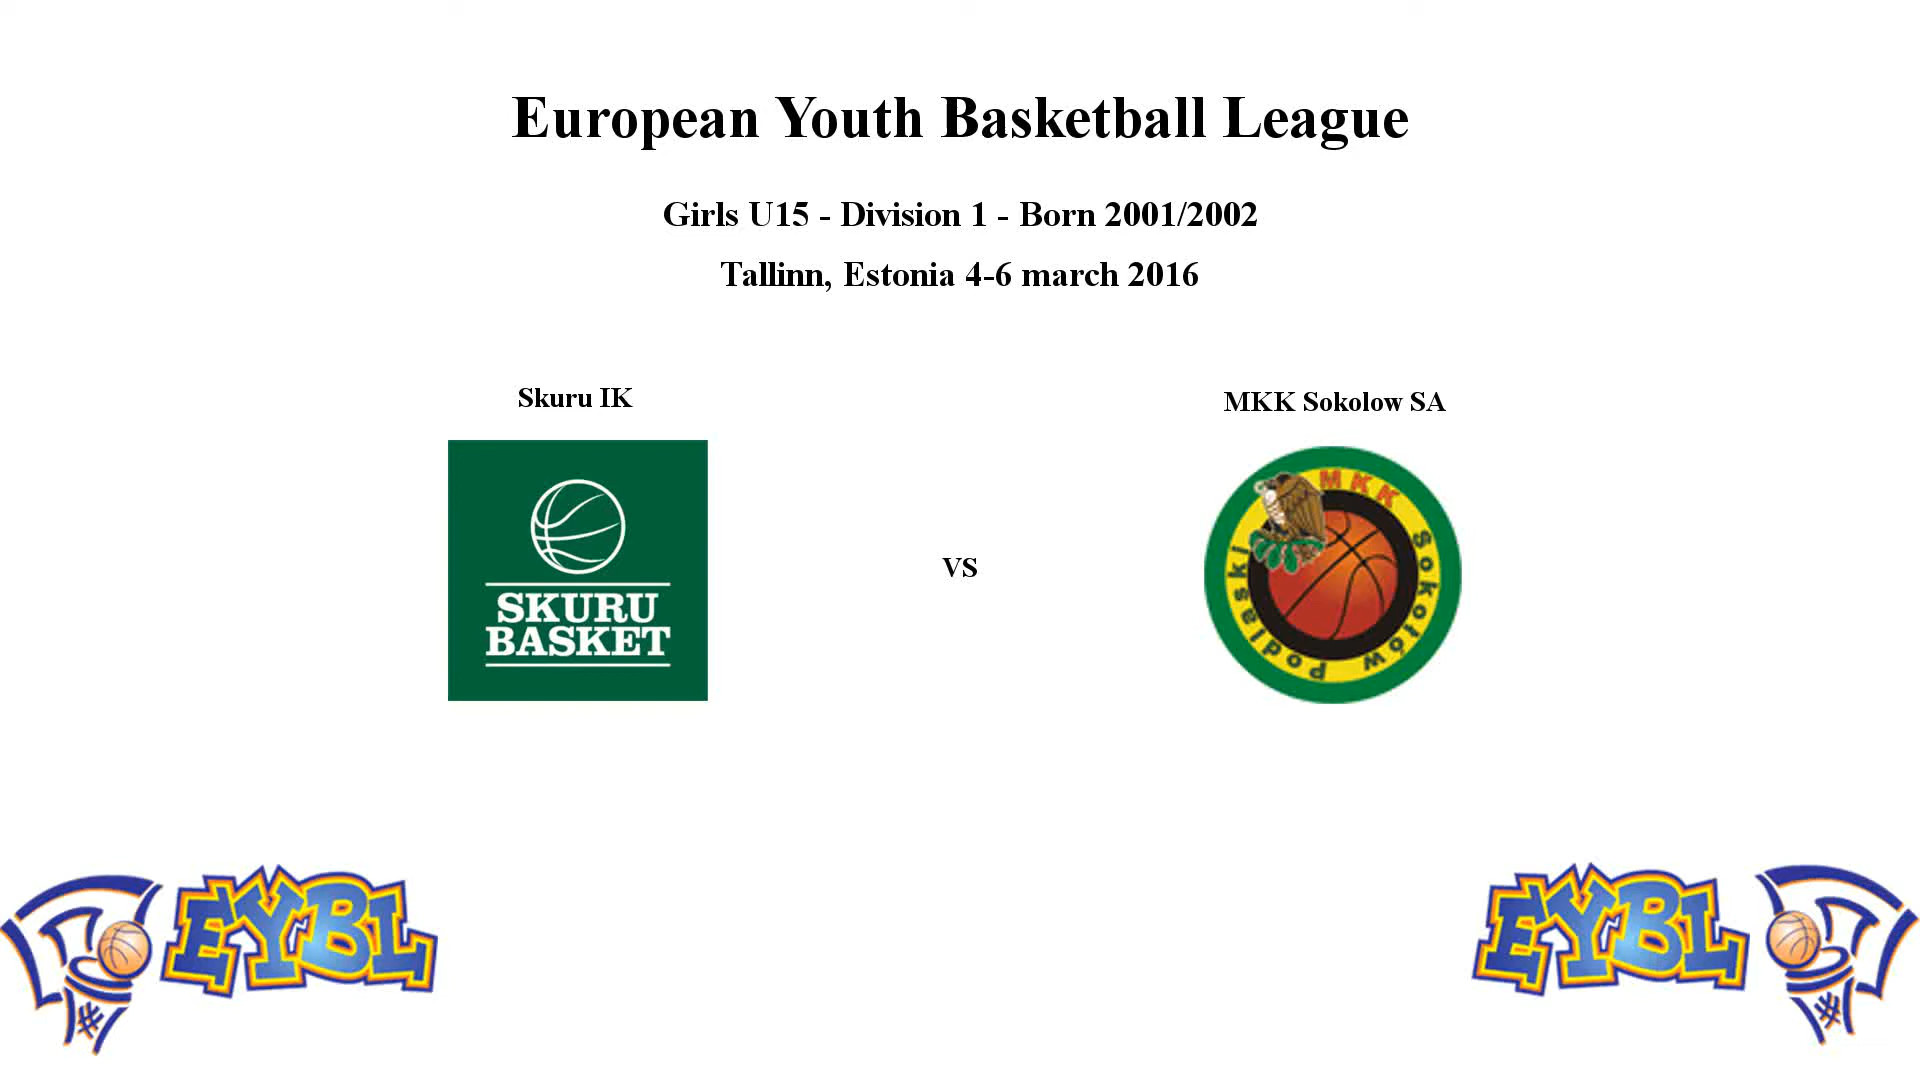 European Youth Basketball League
Girls U15 - Division 1 - Born 2001/2002
Tallinn, Estonia 4-6 march 2016
Skuru IK
MKK Sokolow SA
SKURU
BASKET
VS
MKK Sokołów Podlaski
EYBL
EYBL